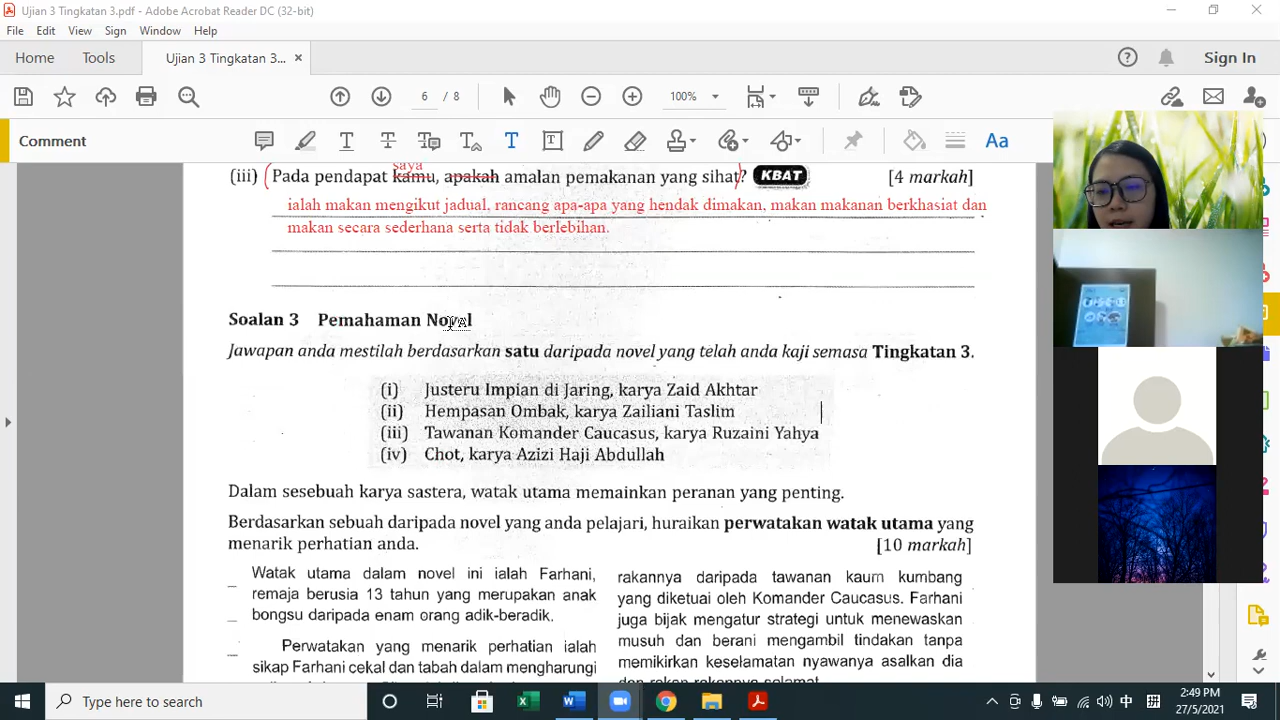 Ujian 3 Tingkatan 3.pdf - Adobe Acrobat Reader DC (32-bit)
File Edit View Sign Window Help
Home Tools Ujian 3 Tingkatan 3... × Sign In
6 / 8 100%
Comment
saya
(iii) (Pada pendapat kamu, apakah amalan pemakanan yang sihat)? KBAT [4 markah]
ialah makan mengikut jadual, rancang apa-apa yang hendak dimakan, makan makanan berkhasiat dan
makan secara sederhana serta tidak berlebihan.
Soalan 3 Pemahaman Novel
Jawapan anda mestilah berdasarkan satu daripada novel yang telah anda kaji semasa Tingkatan 3.
(i) Justeru Impian di Jaring, karya Zaid Akhtar
(ii) Hempasan Ombak, karya Zailiani Taslim
(iii) Tawanan Komander Caucasus, karya Ruzaini Yahya
(iv) Chot, karya Azizi Haji Abdullah
Dalam sesebuah karya sastera, watak utama memainkan peranan yang penting.
Berdasarkan sebuah daripada novel yang anda pelajari, huraikan perwatakan watak utama yang
menarik perhatian anda. [10 markah]
Watak utama dalam novel ini ialah Farhani,
remaja berusia 13 tahun yang merupakan anak
bongsu daripada enam orang adik-beradik.
Perwatakan yang menarik perhatian ialah
sikap Farhani cekal dan tabah dalam mengharungi
rakannya daripada tawanan kaum kumbang
yang diketuai oleh Komander Caucasus. Farhani
juga bijak mengatur strategi untuk menewaskan
musuh dan berani mengambil tindakan tanpa
memikirkan keselamatan nyawanya asalkan dia
dan rakan-rakannya selamat.
Type here to search
中
拼
2:49 PM
27/5/2021